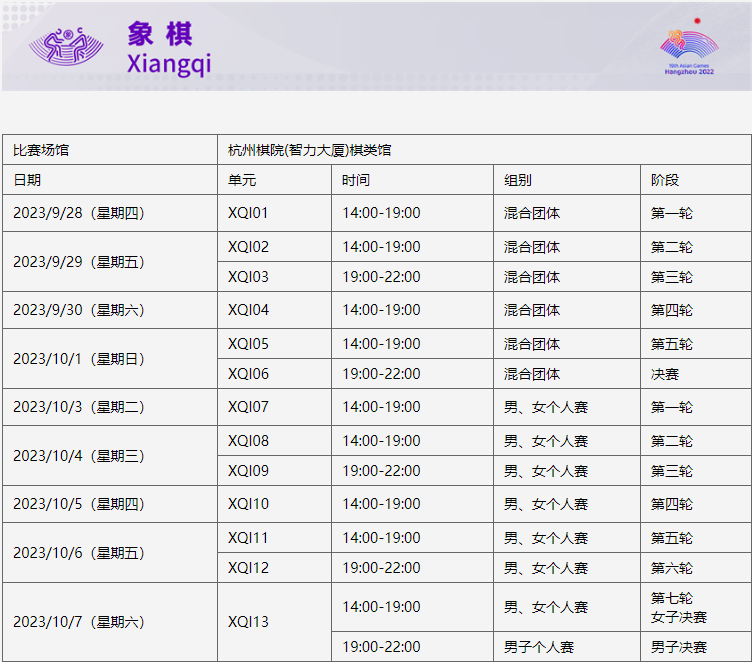 象棋
Xiangqi
19th Asian Games
Hangzhou 2022
比赛场馆 杭州棋院(智力大厦)棋类馆
日期 单元 时间 组别 阶段
2023/9/28（星期四） XQI01 14:00-19:00 混合团体 第一轮
2023/9/29（星期五） XQI02 14:00-19:00 混合团体 第二轮
XQI03 19:00-22:00 混合团体 第三轮
2023/9/30（星期六） XQI04 14:00-19:00 混合团体 第四轮
2023/10/1（星期日） XQI05 14:00-19:00 混合团体 第五轮
XQI06 19:00-22:00 混合团体 决赛
2023/10/3（星期二） XQI07 14:00-19:00 男、女个人赛 第一轮
2023/10/4（星期三） XQI08 14:00-19:00 男、女个人赛 第二轮
XQI09 19:00-22:00 男、女个人赛 第三轮
2023/10/5（星期四） XQI10 14:00-19:00 男、女个人赛 第四轮
2023/10/6（星期五） XQI11 14:00-19:00 男、女个人赛 第五轮
XQI12 19:00-22:00 男、女个人赛 第六轮
2023/10/7（星期六） XQI13 14:00-19:00 男、女个人赛 第七轮
女子决赛
19:00-22:00 男子个人赛 男子决赛